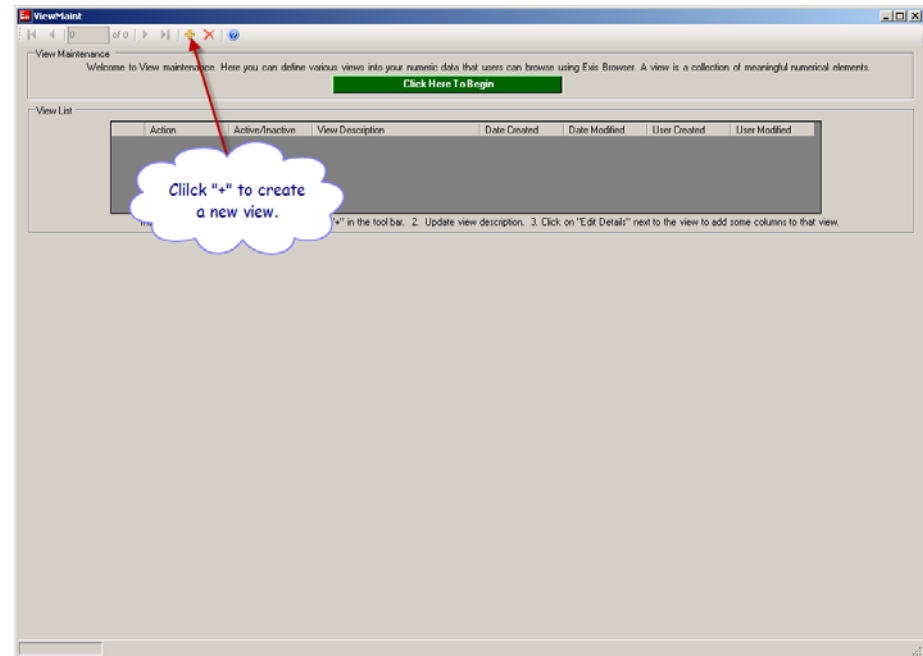 ViewMaint
0 of 0
View Maintenance
Welcome to View maintenance. Here you can define various views into your numeric data that users can browse using Exis Browser. A view is a collection of meaningful numerical elements.
Click Here To Begin
View List
Action Active/Inactive View Description Date Created Date Modified User Created User Modified
Clilck "+" to create
a new view.
"+" in the tool bar. 2. Update view description. 3. Click on "Edit Details" next to the view to add some columns to that view.